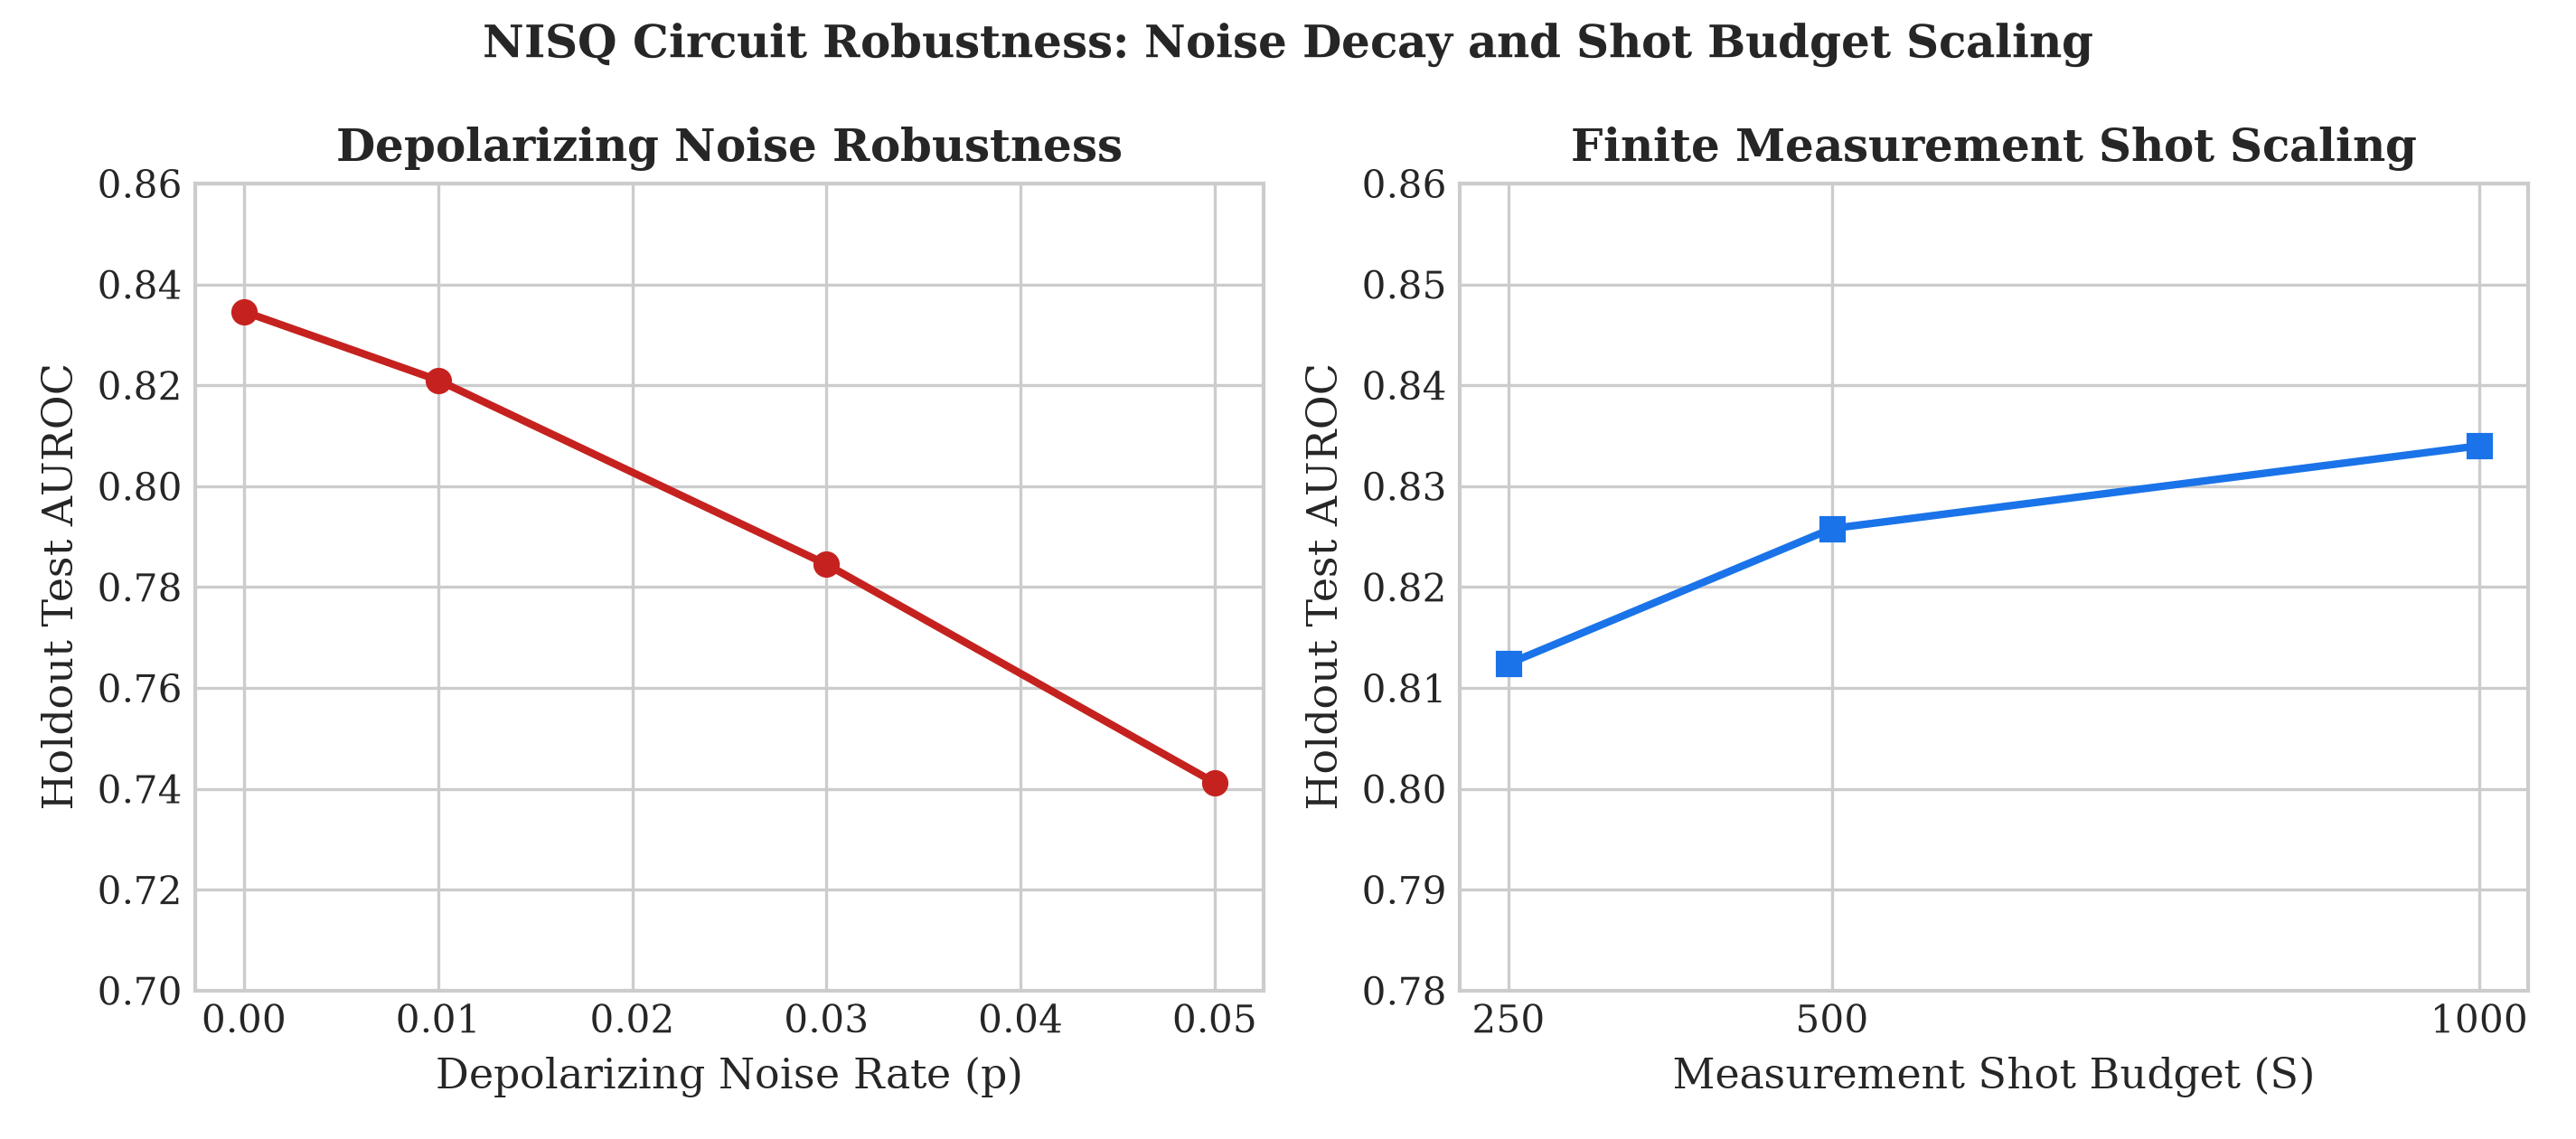 NISQ Circuit Robustness: Noise Decay and Shot Budget Scaling
Depolarizing Noise Robustness
0.86
0.84
0.82
0.80
0.78
0.76
0.74
0.72
0.70
Holdout Test AUROC
0.00 0.01 0.02 0.03 0.04 0.05
Depolarizing Noise Rate (p)
Finite Measurement Shot Scaling
0.86
0.85
0.84
0.83
0.82
0.81
0.80
0.79
0.78
Holdout Test AUROC
250 500 1000
Measurement Shot Budget (S)